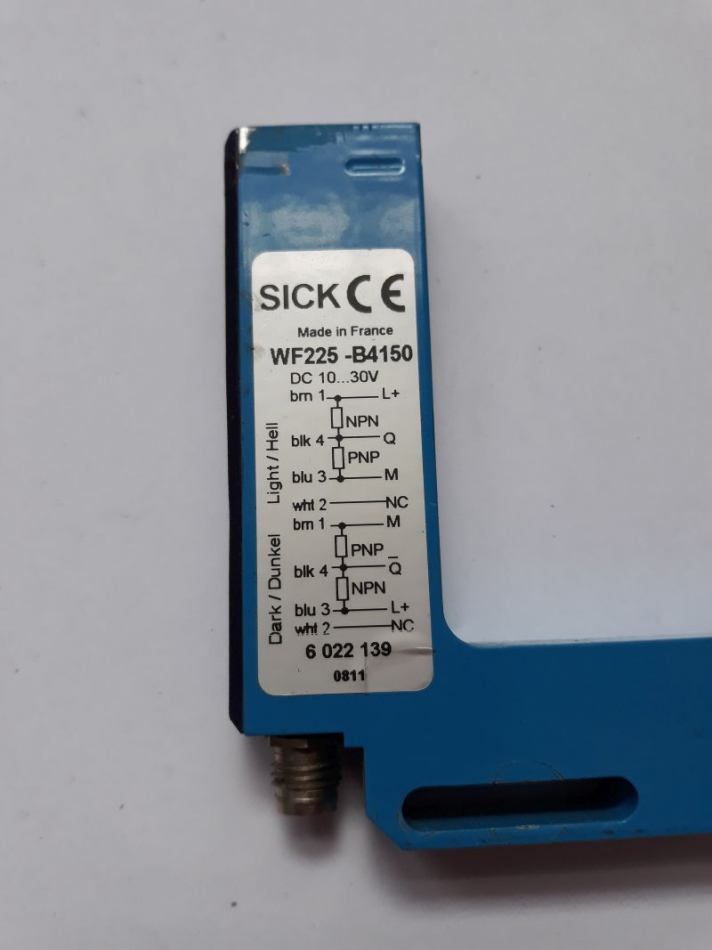 SICK CE
Made in France
WF225 -B4150
DC 10...30V
Light / Hell
brn 1 L+
NPN
blk 4 Q
PNP
blu 3 M
wht 2 NC
Dark / Dunkel
brn 1 M
PNP
blk 4 Q̅
NPN
blu 3 L+
wht 2 NC
6 022 139
0811